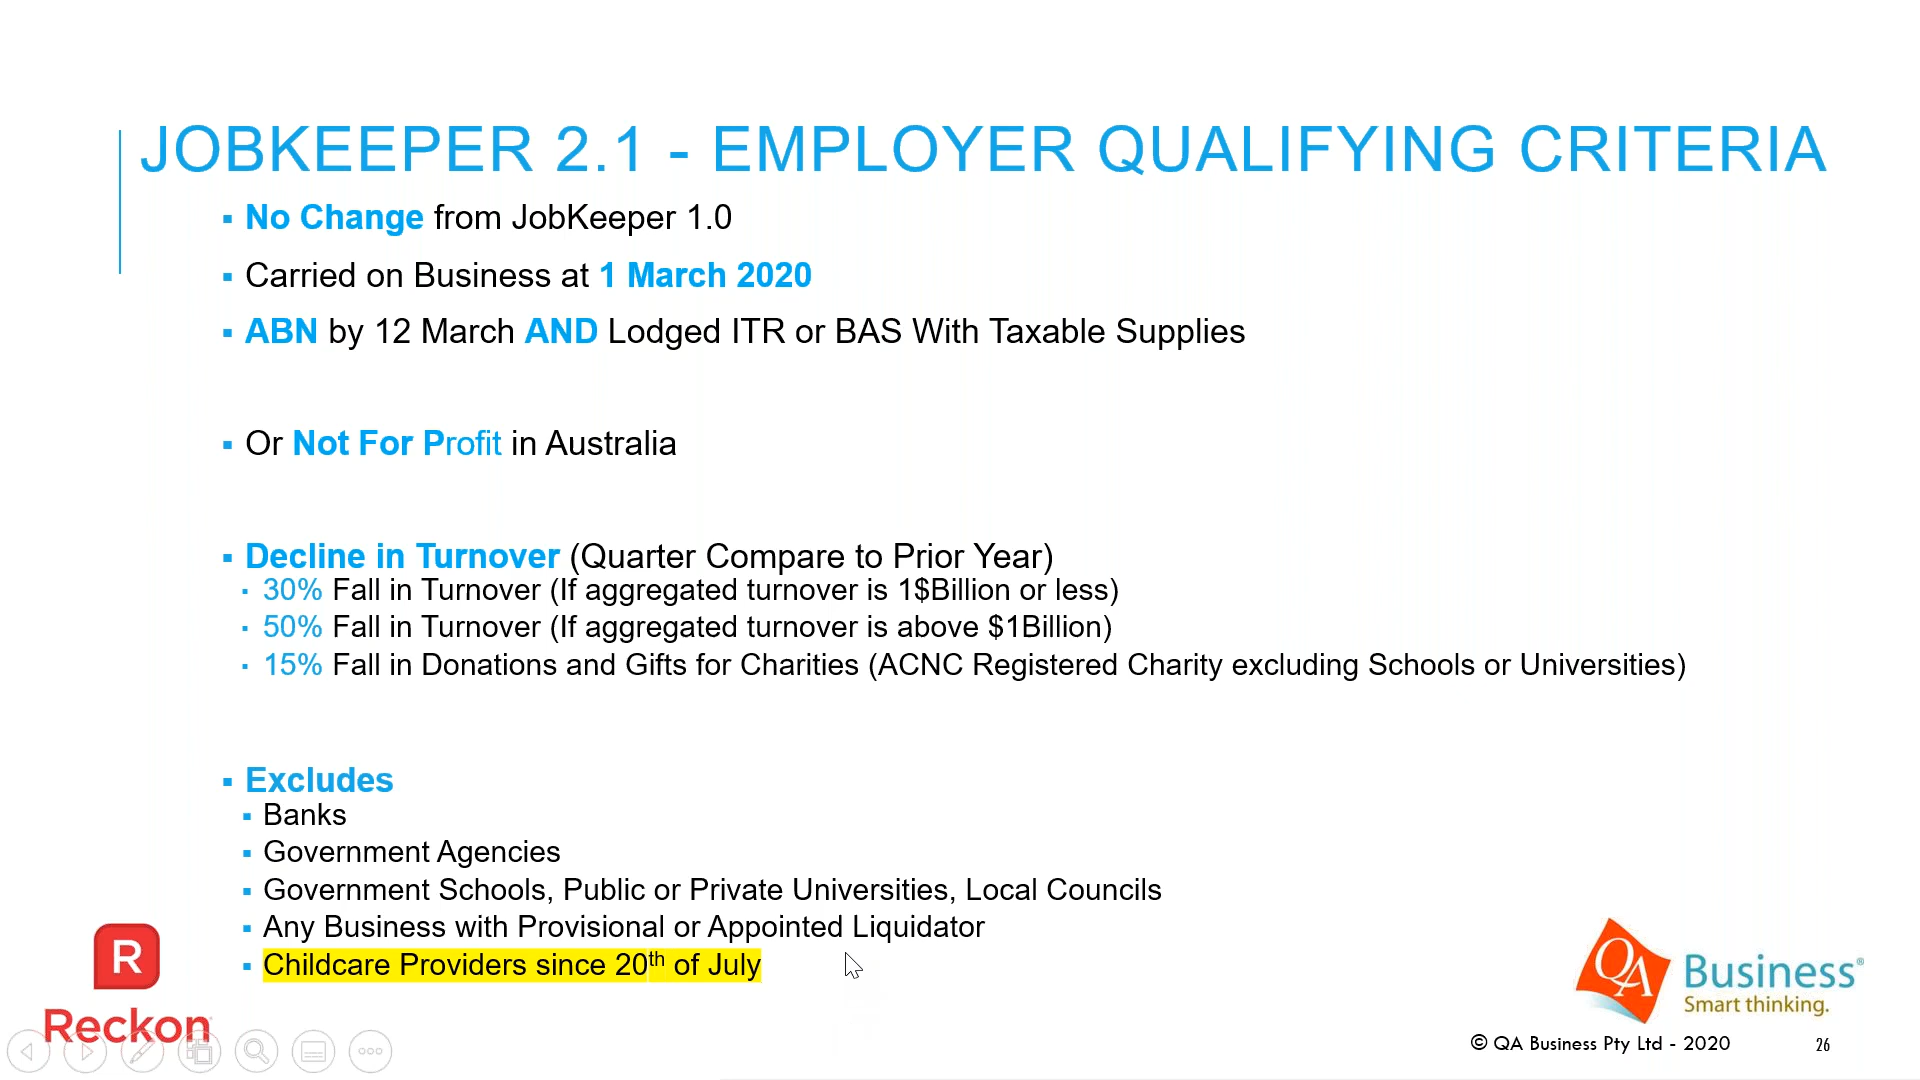 JOBKEEPER 2.1 - EMPLOYER QUALIFYING CRITERIA
No Change from JobKeeper 1.0
Carried on Business at 1 March 2020
ABN by 12 March AND Lodged ITR or BAS With Taxable Supplies
Or Not For Profit in Australia
Decline in Turnover (Quarter Compare to Prior Year)
30% Fall in Turnover (If aggregated turnover is 1$Billion or less)
50% Fall in Turnover (If aggregated turnover is above $1Billion)
15% Fall in Donations and Gifts for Charities (ACNC Registered Charity excluding Schools or Universities)
Excludes
Banks
Government Agencies
Government Schools, Public or Private Universities, Local Councils
Any Business with Provisional or Appointed Liquidator
Childcare Providers since 20th of July
R
Reckon
QA Business®
Smart thinking.
© QA Business Pty Ltd - 2020
26